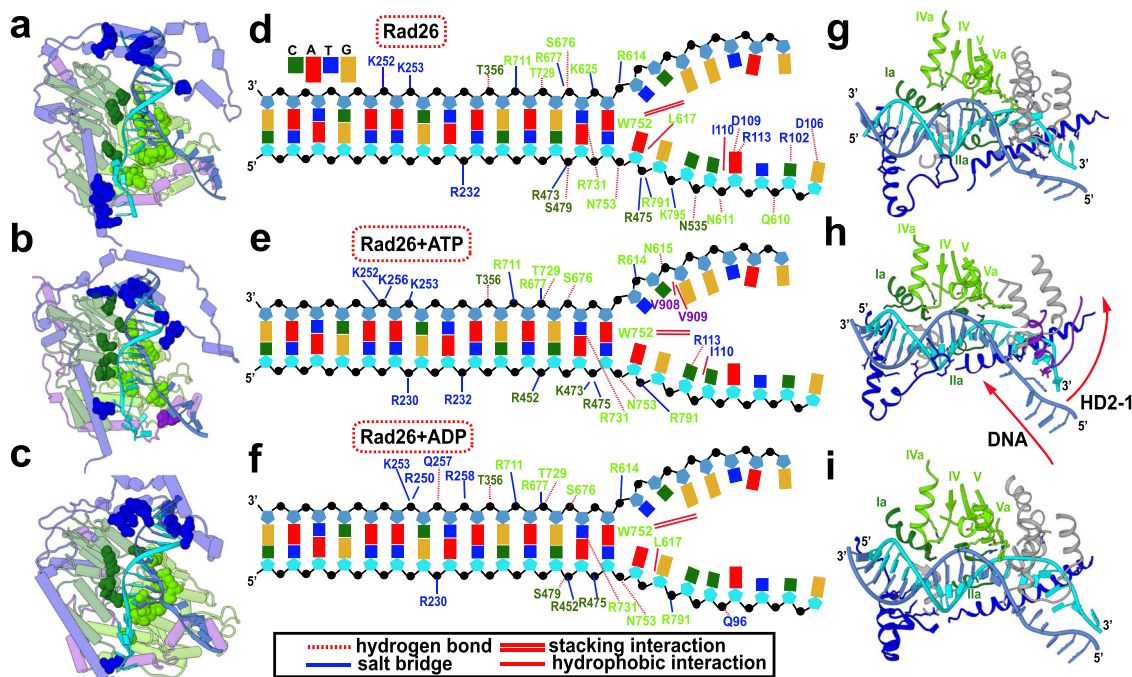 a
b
c
d
Rad26
C A T G
K252
K253
T356
R711
T729
R677
S676
K625
R614
3'
5'
W752
L617
I110
D109
R113
D106
R102
R232
R473
S479
R731
N753
R475
R791
K795
N535
N611
Q610
e
Rad26+ATP
K252
K256
K253
T356
R711
R677
T729
S676
R614
N615
V908
V909
3'
5'
W752
R113
I110
R230
R232
R452
K473
R475
R731
N753
R791
f
Rad26+ADP
K253
R250
Q257
R258
T356
R711
R677
T729
S676
R614
3'
5'
W752
L617
R230
S479
R452
R475
R731
N753
R791
Q96
hydrogen bond
stacking interaction
salt bridge
hydrophobic interaction
g
IVa
IV
V
Va
Ia
3'
5'
IIa
3'
5'
h
IVa
IV
V
Va
Ia
5'
3'
IIa
3'
5'
HD2-1
DNA
i
IVa
IV
V
Va
Ia
5'
3'
IIa
3'
5'